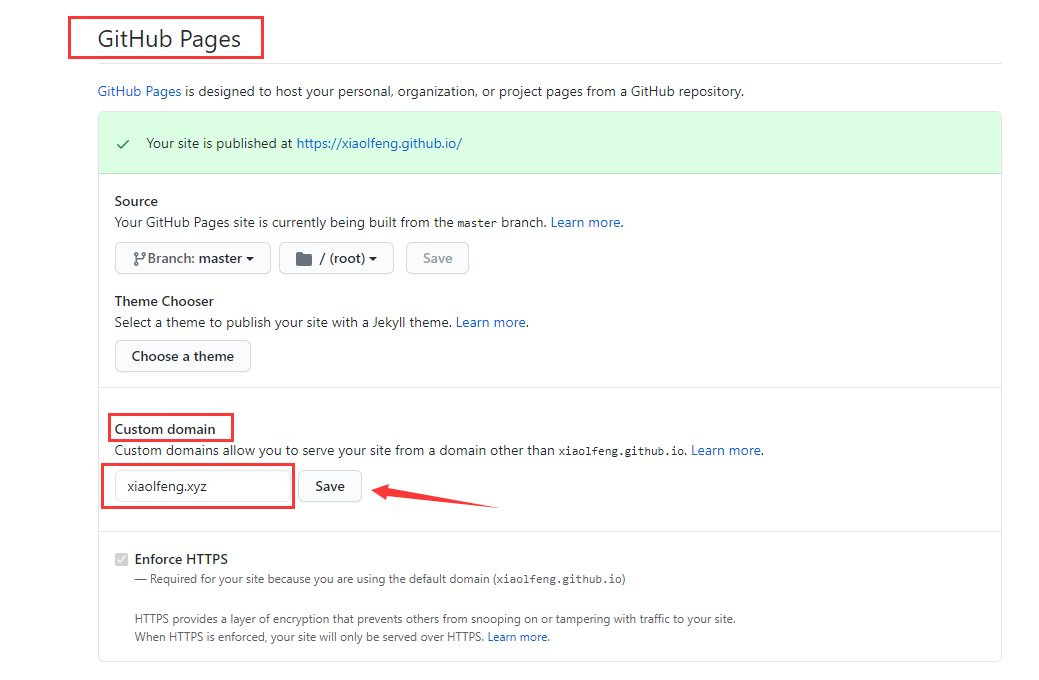 GitHub Pages
GitHub Pages is designed to host your personal, organization, or project pages from a GitHub repository.
Your site is published at https://xiaolfeng.github.io/
Source
Your GitHub Pages site is currently being built from the master branch. Learn more.
Branch: master / (root) Save
Theme Chooser
Select a theme to publish your site with a Jekyll theme. Learn more.
Choose a theme
Custom domain
Custom domains allow you to serve your site from a domain other than xiaolfeng.github.io. Learn more.
xiaolfeng.xyz Save
Enforce HTTPS
— Required for your site because you are using the default domain (xiaolfeng.github.io)
HTTPS provides a layer of encryption that prevents others from snooping on or tampering with traffic to your site.
When HTTPS is enforced, your site will only be served over HTTPS. Learn more.